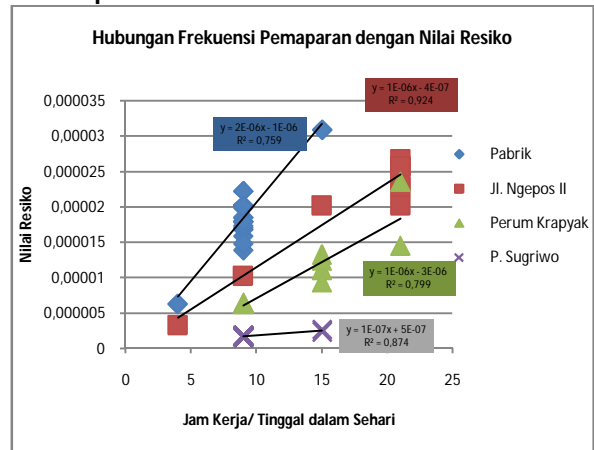 Hubungan Frekuensi Pemaparan dengan Nilai Resiko
y = 1E-06x - 4E-07
R² = 0,924
y = 2E-06x - 1E-06
R² = 0,759
0,000035
0,00003
0,000025
0,00002
0,000015
0,00001
0,000005
0
Nilai Resiko
Pabrik
Jl. Ngepos II
Perum Krapyak
P. Sugriwo
y = 1E-06x - 3E-06
R² = 0,799
y = 1E-07x + 5E-07
R² = 0,874
0 5 10 15 20 25
Jam Kerja/ Tinggal dalam Sehari